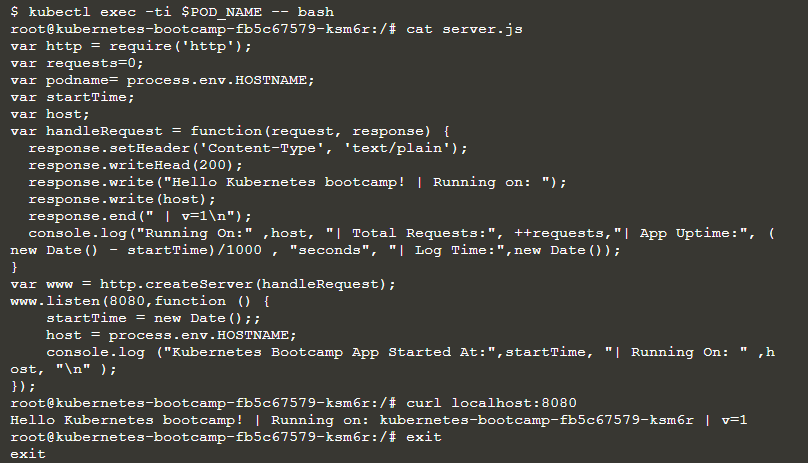 $ kubectl exec -ti $POD_NAME -- bash
root@kubernetes-bootcamp-fb5c67579-ksm6r:/# cat server.js
var http = require('http');
var requests=0;
var podname= process.env.HOSTNAME;
var startTime;
var host;
var handleRequest = function(request, response) {
  response.setHeader('Content-Type', 'text/plain');
  response.writeHead(200);
  response.write("Hello Kubernetes bootcamp! | Running on: ");
  response.write(host);
  response.end(" | v=1\n");
  console.log("Running On:" ,host, "| Total Requests:", ++requests,"| App Uptime:", (
new Date() - startTime)/1000 , "seconds", "| Log Time:",new Date());
}
var www = http.createServer(handleRequest);
www.listen(8080,function () {
    startTime = new Date();;
    host = process.env.HOSTNAME;
    console.log ("Kubernetes Bootcamp App Started At:",startTime, "| Running On: " ,h
ost, "\n" );
});
root@kubernetes-bootcamp-fb5c67579-ksm6r:/# curl localhost:8080
Hello Kubernetes bootcamp! | Running on: kubernetes-bootcamp-fb5c67579-ksm6r | v=1
root@kubernetes-bootcamp-fb5c67579-ksm6r:/# exit
exit